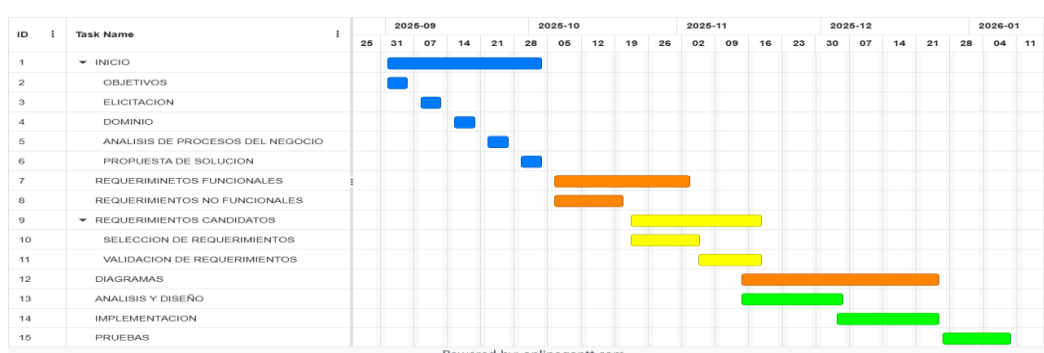 2025-09 2025-10 2025-11 2025-12 2026-01
ID Task Name
25 31 07 14 21 28 05 12 19 26 02 09 16 23 30 07 14 21 28 04 11
1 INICIO
2 OBJETIVOS
3 ELICITACION
4 DOMINIO
5 ANALISIS DE PROCESOS DEL NEGOCIO
6 PROPUESTA DE SOLUCION
7 REQUERIMINETOS FUNCIONALES
8 REQUERIMIENTOS NO FUNCIONALES
9 REQUERIMIENTOS CANDIDATOS
10 SELECCION DE REQUERIMIENTOS
11 VALIDACION DE REQUERIMIENTOS
12 DIAGRAMAS
13 ANALISIS Y DISEÑO
14 IMPLEMENTACION
15 PRUEBAS
Powered by: onlinegantt.com